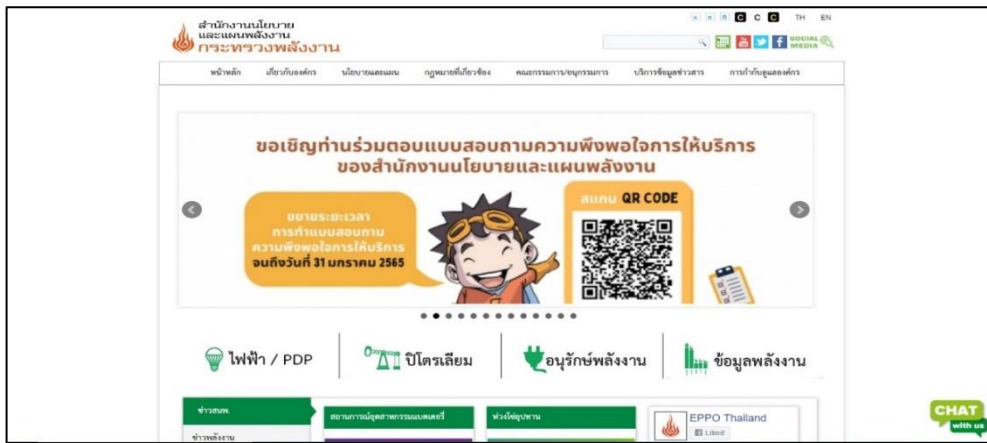 สำนักงานนโยบาย
และแผนพลังงาน
กระทรวงพลังงาน
ก ก ก C C C TH EN
SOCIAL
MEDIA
หน้าหลัก เกี่ยวกับองค์กร นโยบายและแผน กฎหมายที่เกี่ยวข้อง คณะกรรมการ/อนุกรรมการ บริการข้อมูลข่าวสาร การกำกับดูแลองค์กร
ขอเชิญท่านร่วมตอบแบบสอบถามความพึงพอใจการให้บริการ
ของสำนักงานนโยบายและแผนพลังงาน
ขยายระยะเวลา
การทำแบบสอบถาม
ความพึงพอใจการให้บริการ
จนถึงวันที่ 31 มกราคม 2565
สแกน QR CODE
ไฟฟ้า / PDP ปิโตรเลียม อนุรักษ์พลังงาน ข้อมูลพลังงาน
ข่าวสนพ. สถานการณ์อุตสาหกรรมแบตเตอรี่ ห่วงโซ่อุปทาน EPPO Thailand
ข่าวพลังงาน Liked
CHAT
with us